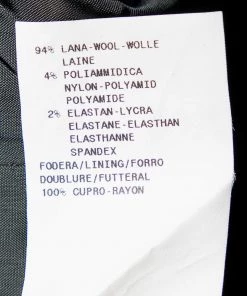 94% LANA-WOOL-WOLLE
LAINE
4% POLIAMMIDICA
NYLON-POLYAMID
POLYAMIDE
2% ELASTAN-LYCRA
ELASTANE-ELASTHAN
ELASTHANNE
SPANDEX
FODERA/LINING/FORRO
DOUBLURE/FUTTERAL
100% CUPRO-RAYON